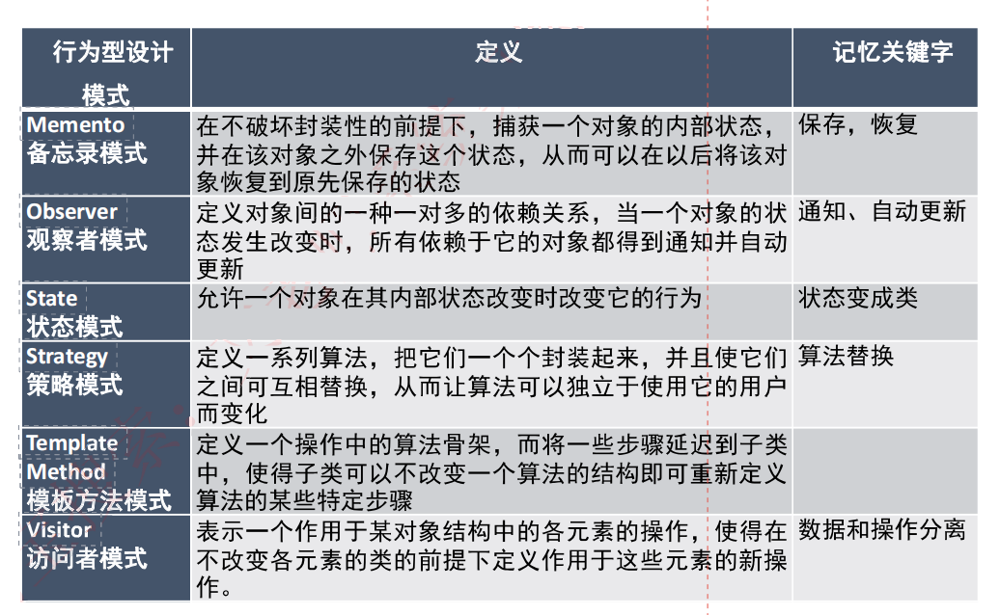 行为型设计
模式
定义
记忆关键字
Memento
备忘录模式
在不破坏封装性的前提下，捕获一个对象的内部状态，
并在该对象之外保存这个状态，从而可以在以后将该对
象恢复到原先保存的状态
保存，恢复
Observer
观察者模式
定义对象间的一种一对多的依赖关系，当一个对象的状
态发生改变时，所有依赖于它的对象都得到通知并自动
更新
通知、自动更新
State
状态模式
允许一个对象在其内部状态改变时改变它的行为
状态变成类
Strategy
策略模式
定义一系列算法，把它们一个个封装起来，并且使它们
之间可互相替换，从而让算法可以独立于使用它的用户
而变化
算法替换
Template
Method
模板方法模式
定义一个操作中的算法骨架，而将一些步骤延迟到子类
中，使得子类可以不改变一个算法的结构即可重新定义
算法的某些特定步骤
Visitor
访问者模式
表示一个作用于某对象结构中的各元素的操作，使得在
不改变各元素的类的前提下定义作用于这些元素的新操
作。
数据和操作分离